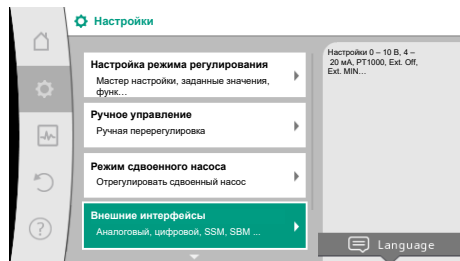 Настройки
Настройка режима регулирования
Мастер настройки, заданные значения,
функ…
Ручное управление
Ручная перерегулировка
Режим сдвоенного насоса
Отрегулировать сдвоенный насос
Внешние интерфейсы
Аналоговый, цифровой, SSM, SBM ...
Настройки 0 – 10 В, 4 –
20 мА, PT1000, Ext. Off,
Ext. MIN…
Language